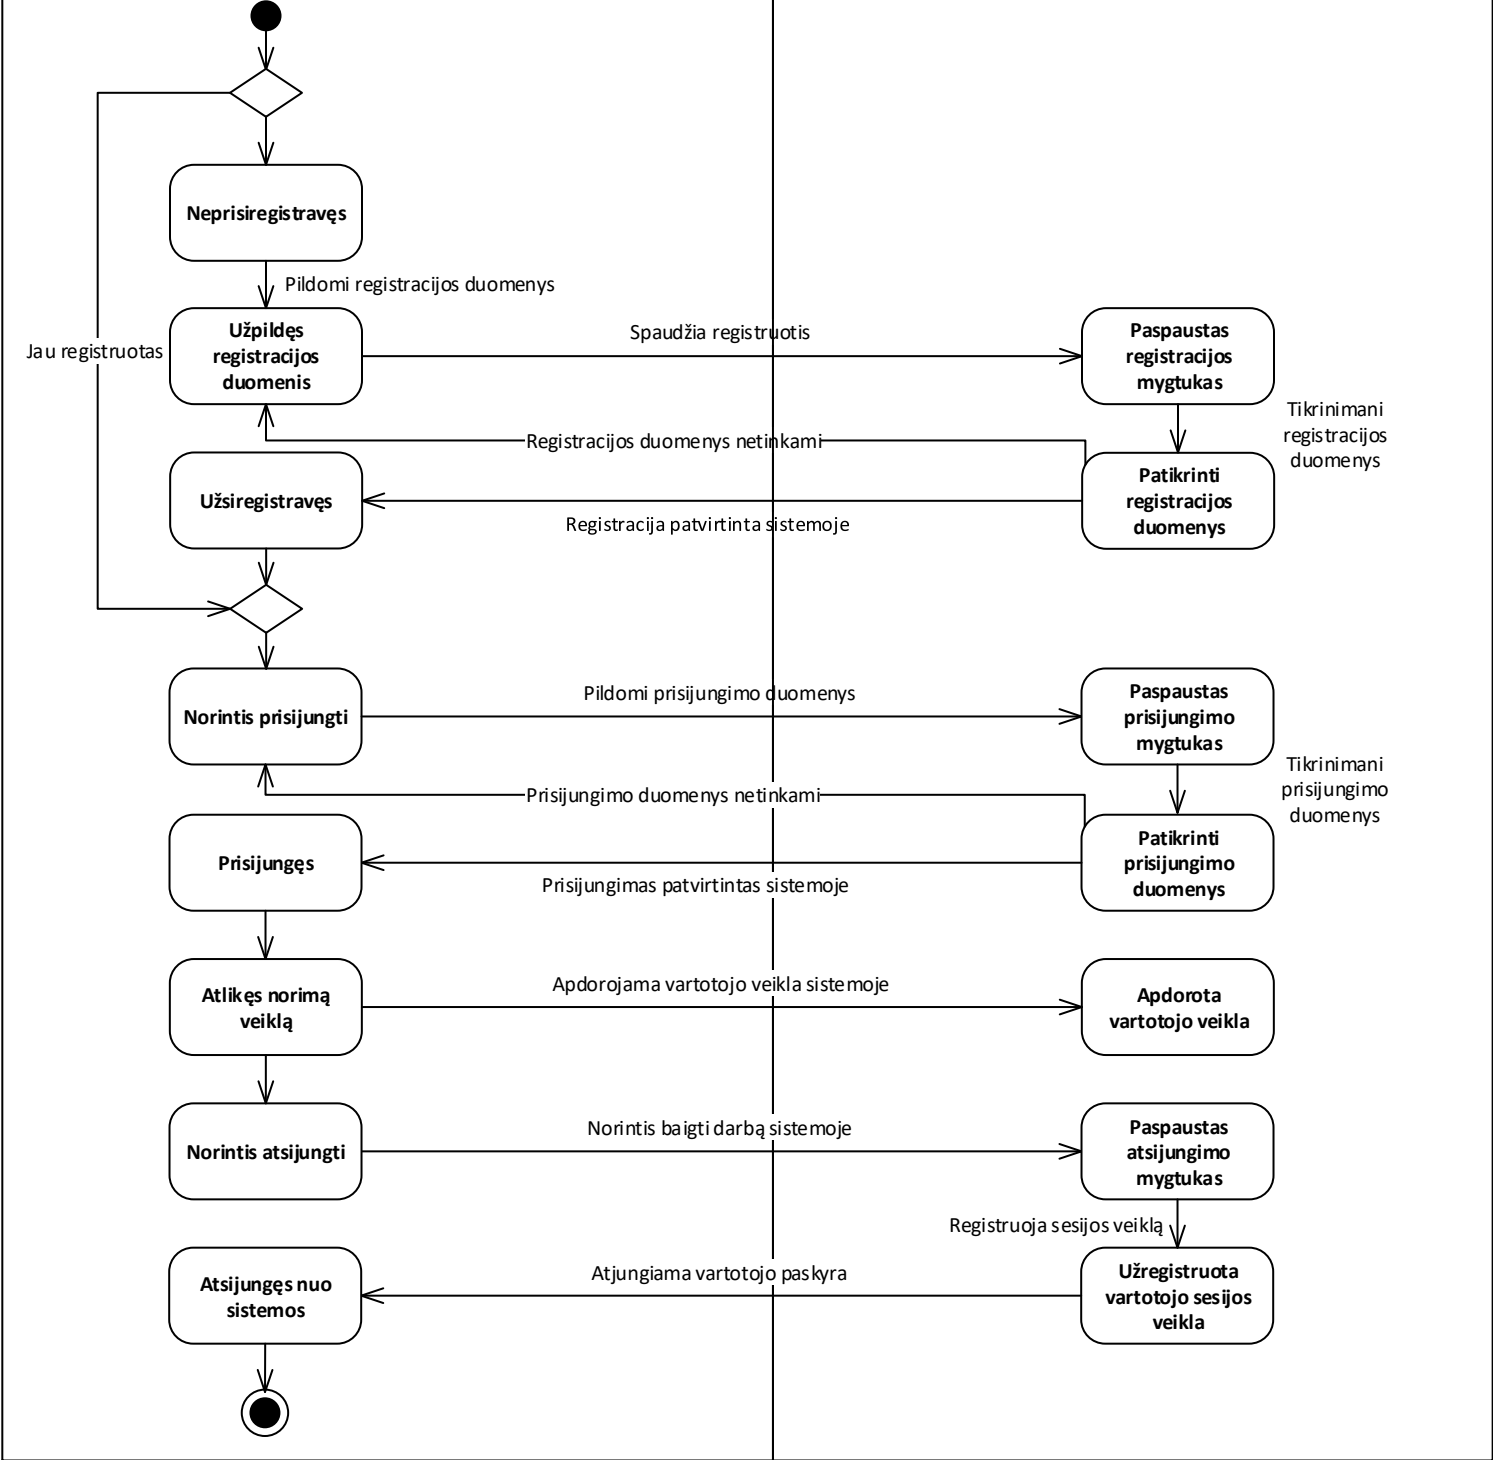 Neprisiregistravęs
Pildomi registracijos duomenys
Jau registruotas
Užpildęs
registracijos
duomenis
Spaudžia registruotis
Paspaustas
registracijos
mygtukas
Tikrinimani
registracijos
duomenys
Registracijos duomenys netinkami
Užsiregistravęs
Registracija patvirtinta sistemoje
Patikrinti
registracijos
duomenys
Norintis prisijungti
Pildomi prisijungimo duomenys
Paspaustas
prisijungimo
mygtukas
Tikrinimani
prisijungimo
duomenys
Prisijungimo duomenys netinkami
Prisijungęs
Prisijungimas patvirtintas sistemoje
Patikrinti
prisijungimo
duomenys
Atlikęs norimą
veiklą
Apdorojama vartotojo veikla sistemoje
Apdorota
vartotojo veikla
Norintis atsijungti
Norintis baigti darbą sistemoje
Paspaustas
atsijungimo
mygtukas
Registruoja sesijos veiklą
Atsijungęs nuo
sistemos
Atjungiama vartotojo paskyra
Užregistruota
vartotojo sesijos
veikla